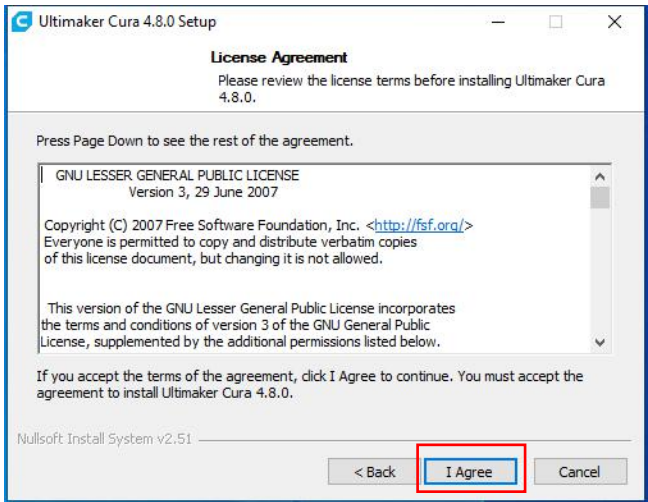 Ultimaker Cura 4.8.0 Setup
License Agreement
Please review the license terms before installing Ultimaker Cura
4.8.0.
Press Page Down to see the rest of the agreement.
GNU LESSER GENERAL PUBLIC LICENSE
Version 3, 29 June 2007
Copyright (C) 2007 Free Software Foundation, Inc. <http://fsf.org/>
Everyone is permitted to copy and distribute verbatim copies
of this license document, but changing it is not allowed.
This version of the GNU Lesser General Public License incorporates
the terms and conditions of version 3 of the GNU General Public
License, supplemented by the additional permissions listed below.
If you accept the terms of the agreement, click I Agree to continue. You must accept the
agreement to install Ultimaker Cura 4.8.0.
Nullsoft Install System v2.51
< Back I Agree Cancel